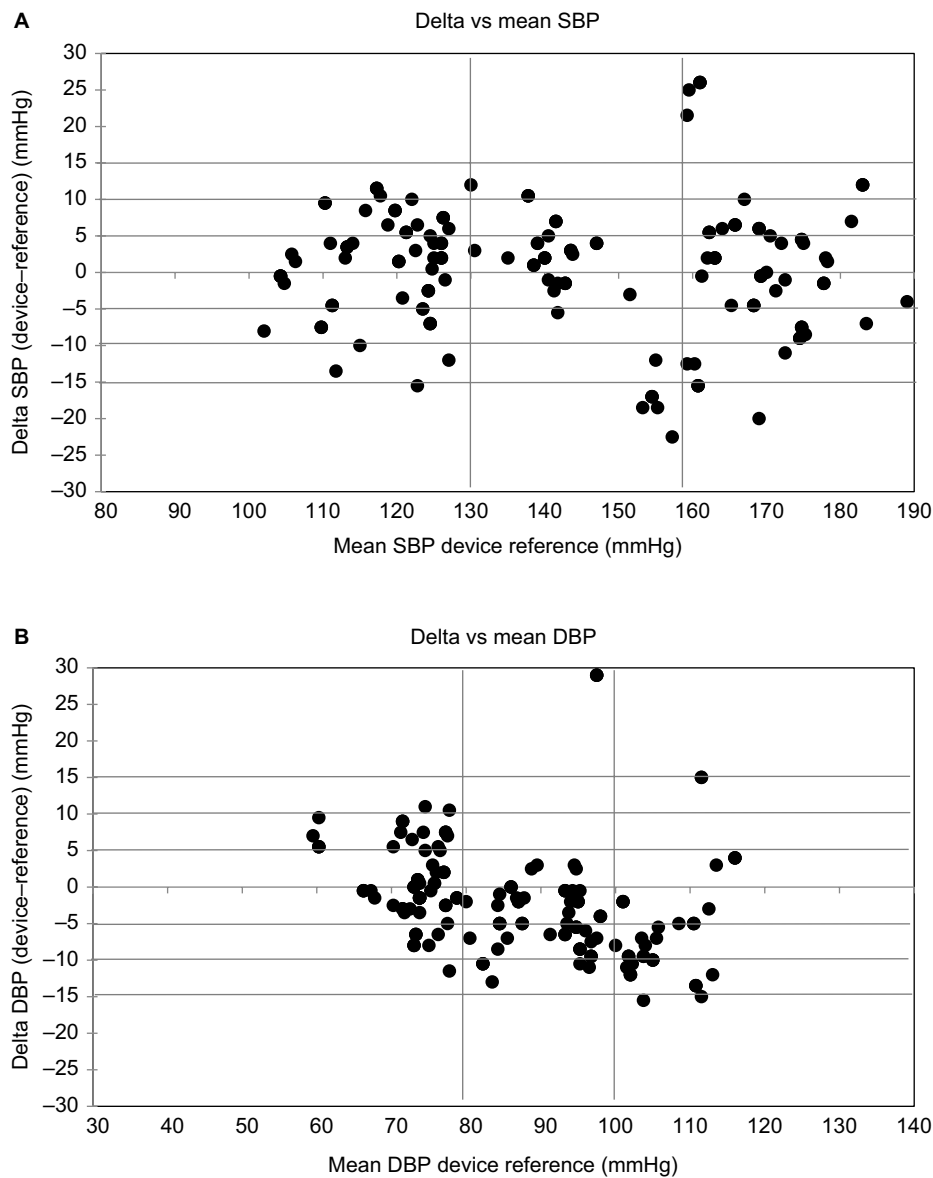 A
Delta vs mean SBP
30
25
20
15
10
5
0
–5
–10
–15
–20
–25
–30
Delta SBP (device–reference) (mmHg)
80 90 100 110 120 130 140 150 160 170 180 190
Mean SBP device reference (mmHg)
B
Delta vs mean DBP
30
25
20
15
10
5
0
–5
–10
–15
–20
–25
–30
Delta DBP (device–reference) (mmHg)
30 40 50 60 70 80 90 100 110 120 130 140
Mean DBP device reference (mmHg)